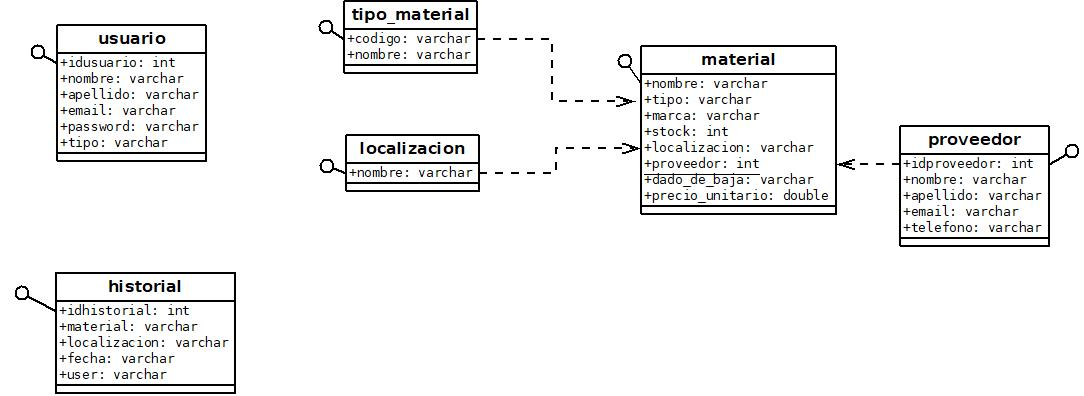 usuario
+idusuario: int
+nombre: varchar
+apellido: varchar
+email: varchar
+password: varchar
+tipo: varchar
tipo_material
+codigo: varchar
+nombre: varchar
localizacion
+nombre: varchar
material
+nombre: varchar
+tipo: varchar
+marca: varchar
+stock: int
+localizacion: varchar
+proveedor: int
+dado_de_baja: varchar
+precio_unitario: double
proveedor
+idproveedor: int
+nombre: varchar
+apellido: varchar
+email: varchar
+telefono: varchar
historial
+idhistorial: int
+material: varchar
+localizacion: varchar
+fecha: varchar
+user: varchar